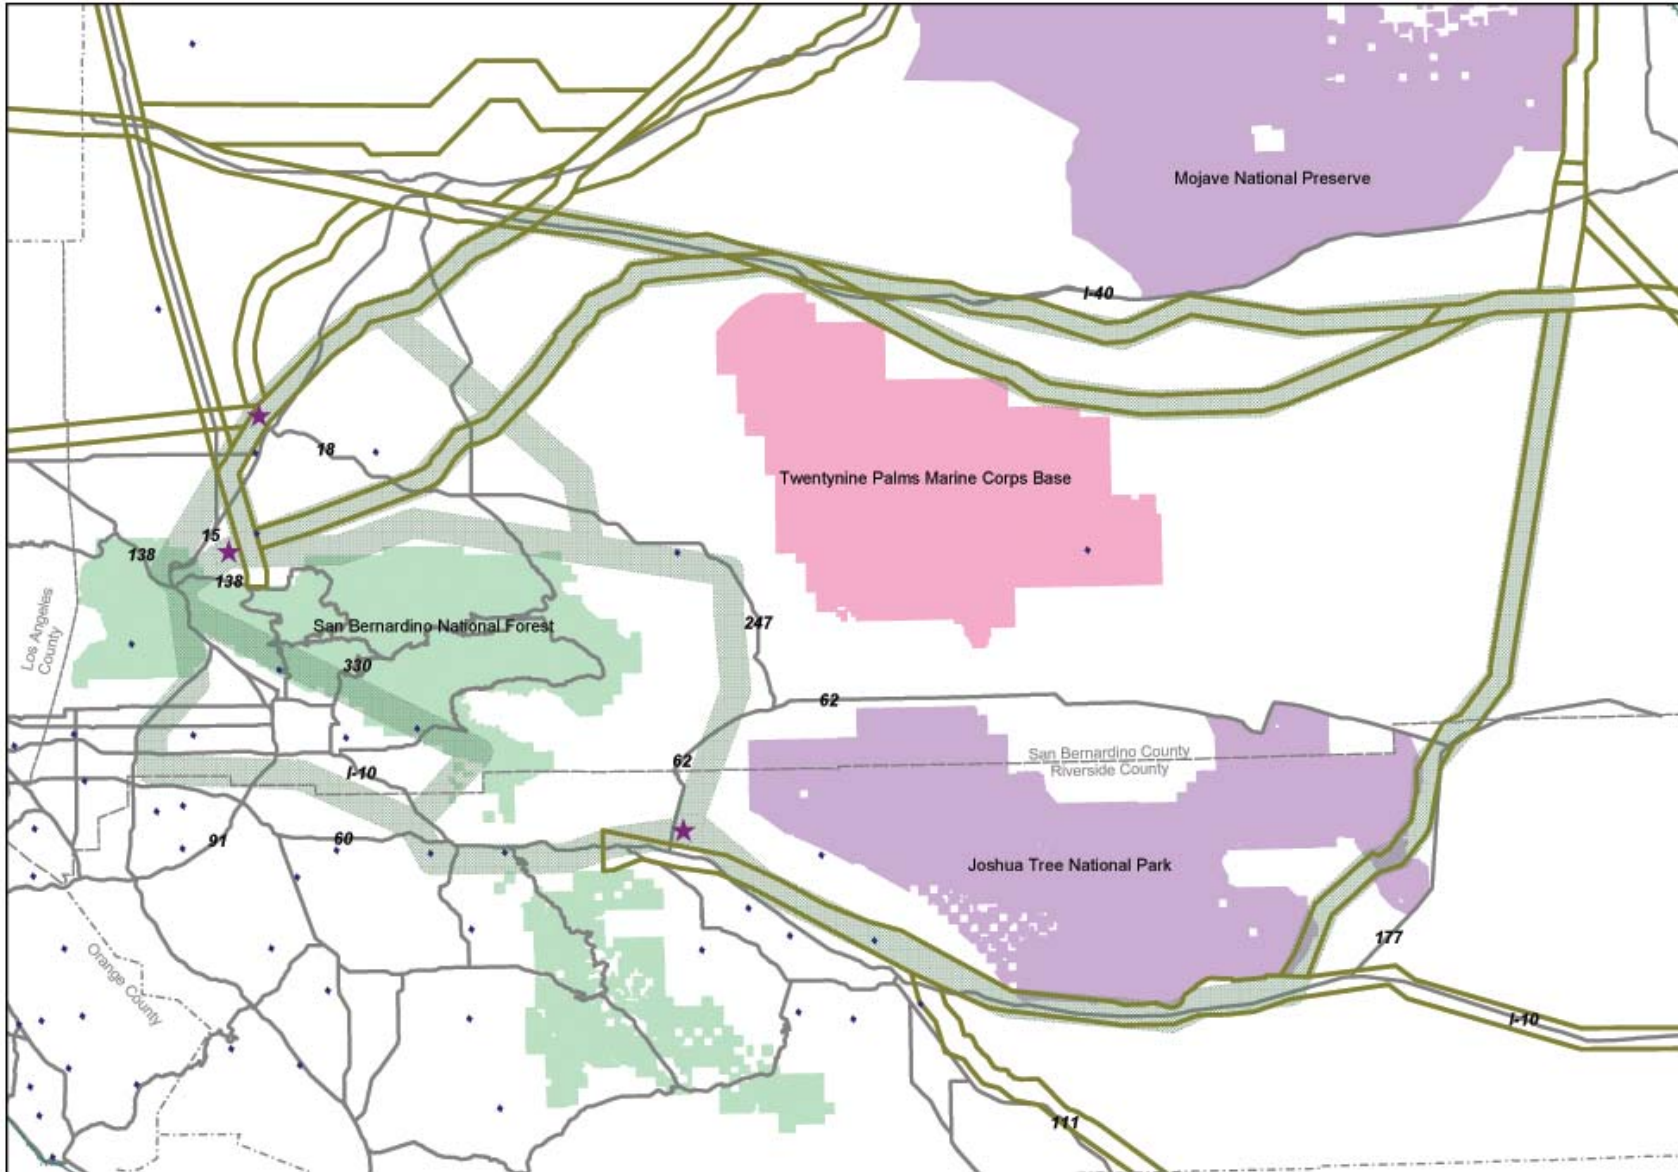 Mojave National Preserve
I-40
18
Twentynine Palms Marine Corps Base
15
138
138
San Bernardino National Forest
Los Angeles
County
247
330
62
San Bernardino County
Riverside County
62
I-10
91
60
Joshua Tree National Park
177
Orange County
I-10
111